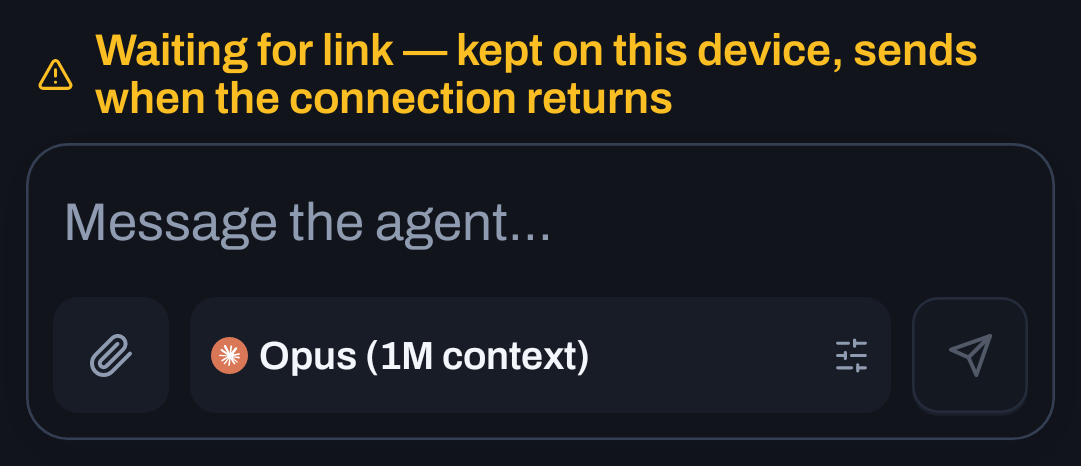 Waiting for link — kept on this device, sends
when the connection returns
Message the agent...
Opus (1M context)